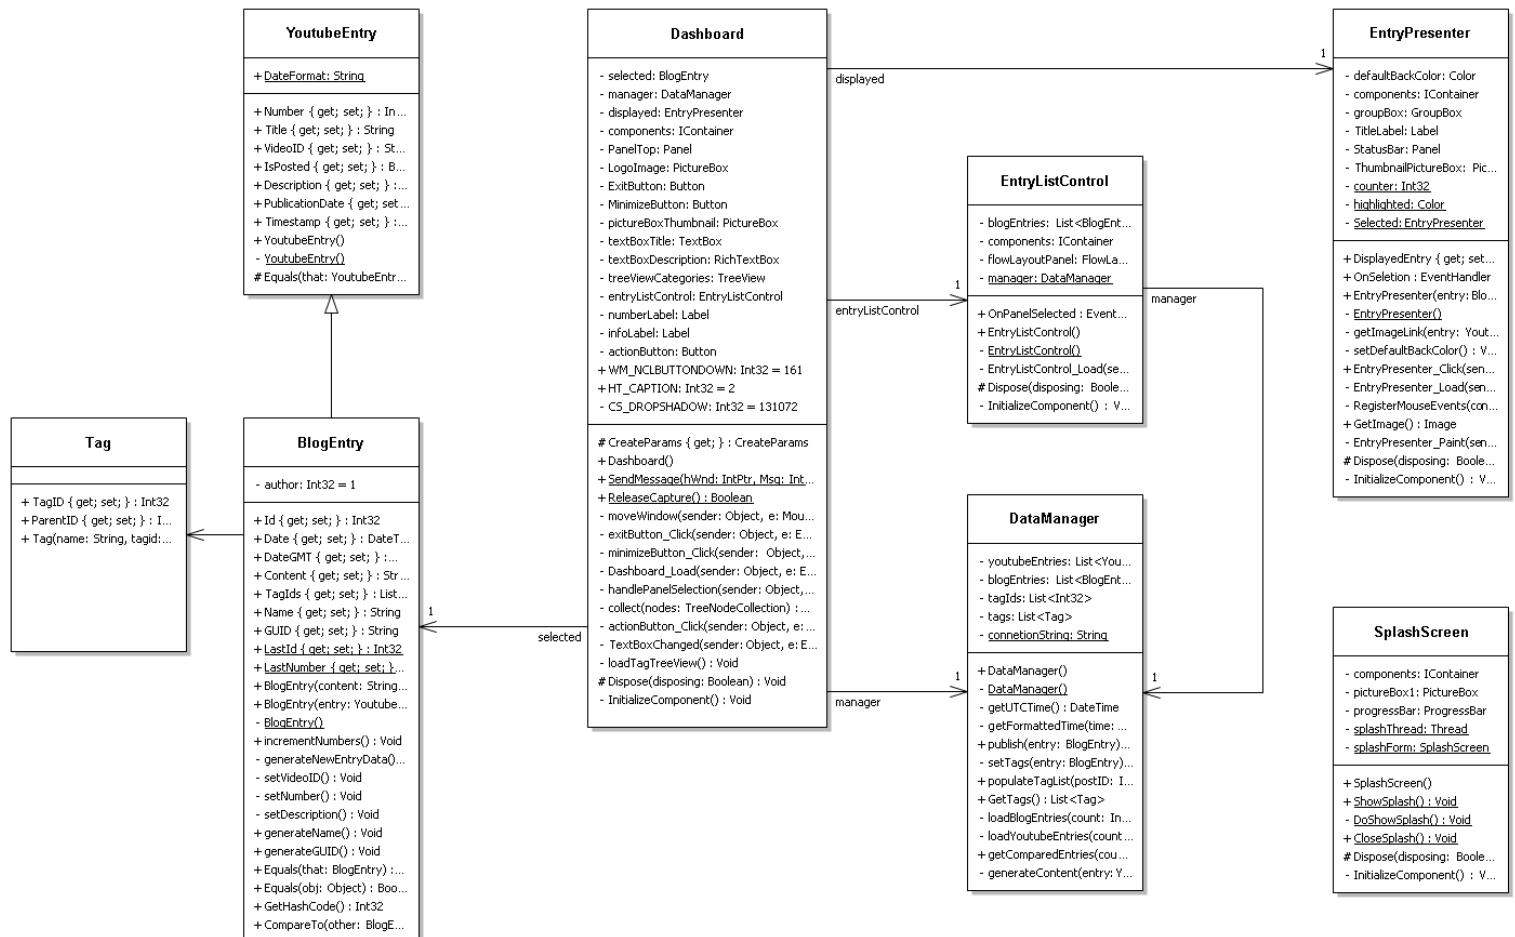 YoutubeEntry
+ DateFormat: String
+ Number { get; set; } : In...
+ Title { get; set; } : String
+ VideoID { get; set; } : St...
+ IsPosted { get; set; } : B...
+ Description { get; set; } :...
+ PublicationDate { get; set...
+ Timestamp { get; set; } :...
+ YoutubeEntry()
- YoutubeEntry()
# Equals(that: YoutubeEntr...
Tag
+ TagID { get; set; } : Int32
+ ParentID { get; set; } : I...
+ Tag(name: String, tagid:...
BlogEntry
- author: Int32 = 1
+ Id { get; set; } : Int32
+ Date { get; set; } : DateT...
+ DateGMT { get; set; } :...
+ Content { get; set; } : Str...
+ TagIds { get; set; } : List...
+ Name { get; set; } : String
+ GUID { get; set; } : String
+ LastId { get; set; } : Int32
+ LastNumber { get; set; }...
+ BlogEntry(content: String...
+ BlogEntry(entry: Youtube...
- BlogEntry()
+ incrementNumbers() : Void
- generateNewEntryData()...
- setVideoID() : Void
- setNumber() : Void
- setDescription() : Void
+ generateName() : Void
+ generateGUID() : Void
+ Equals(that: BlogEntry) :...
+ Equals(obj: Object) : Boo...
+ GetHashCode() : Int32
+ CompareTo(other: BlogE...
Dashboard
- selected: BlogEntry
- manager: DataManager
- displayed: EntryPresenter
- components: IContainer
- PanelTop: Panel
- LogoImage: PictureBox
- ExitButton: Button
- MinimizeButton: Button
- pictureBoxThumbnail: PictureBox
- textBoxTitle: TextBox
- textBoxDescription: RichTextBox
- treeViewCategories: TreeView
- entryListControl: EntryListControl
- numberLabel: Label
- infoLabel: Label
- actionButton: Button
+ WM_NCLBUTTONDOWN: Int32 = 161
+ HT_CAPTION: Int32 = 2
- CS_DROPSHADOW: Int32 = 131072
# CreateParams { get; } : CreateParams
+ Dashboard()
+ SendMessage(hWnd: IntPtr, Msg: Int...
+ ReleaseCapture() : Boolean
- moveWindow(sender: Object, e: Mou...
- exitButton_Click(sender: Object, e: E...
- minimizeButton_Click(sender: Object,...
- Dashboard_Load(sender: Object, e: E...
- handlePanelSelection(sender: Object,...
- collect(nodes: TreeNodeCollection) :...
- actionButton_Click(sender: Object, e:...
- TextBoxChanged(sender: Object, e: E...
- loadTagTreeView() : Void
# Dispose(disposing: Boolean) : Void
- InitializeComponent() : Void
1
selected
displayed
1
entryListControl
1
manager
1
EntryListControl
- blogEntries: List<BlogEnt...
- components: IContainer
- flowLayoutPanel: FlowLa...
- manager: DataManager
+ OnPanelSelected : Event...
+ EntryListControl()
- EntryListControl()
- EntryListControl_Load(se...
# Dispose(disposing: Boole...
- InitializeComponent() : V...
manager
1
DataManager
- youtubeEntries: List<You...
- blogEntries: List<BlogEnt...
- tagIds: List<Int32>
- tags: List<Tag>
- connetionString: String
+ DataManager()
- DataManager()
- getUTCTime() : DateTime
- getFormattedTime(time: ...
+ publish(entry: BlogEntry)...
- setTags(entry: BlogEntry)...
+ populateTagList(postID: I...
+ GetTags() : List<Tag>
- loadBlogEntries(count: In...
- loadYoutubeEntries(count...
+ getComparedEntries(cou...
- generateContent(entry: Y...
EntryPresenter
- defaultBackColor: Color
- components: IContainer
- groupBox: GroupBox
- TitleLabel: Label
- StatusBar: Panel
- ThumbnailPictureBox: Pic...
- counter: Int32
- highlighted: Color
- Selected: EntryPresenter
+ DisplayedEntry { get; set...
+ OnSeletion : EventHandler
+ EntryPresenter(entry: Blo...
- EntryPresenter()
- getImageLink(entry: Yout...
- setDefaultBackColor() : V...
+ EntryPresenter_Click(sen...
- EntryPresenter_Load(sen...
- RegisterMouseEvents(con...
+ GetImage() : Image
- EntryPresenter_Paint(sen...
# Dispose(disposing: Boole...
- InitializeComponent() : V...
SplashScreen
- components: IContainer
- pictureBox1: PictureBox
- progressBar: ProgressBar
- splashThread: Thread
- splashForm: SplashScreen
+ SplashScreen()
+ ShowSplash() : Void
- DoShowSplash() : Void
+ CloseSplash() : Void
# Dispose(disposing: Boole...
- InitializeComponent() : V...